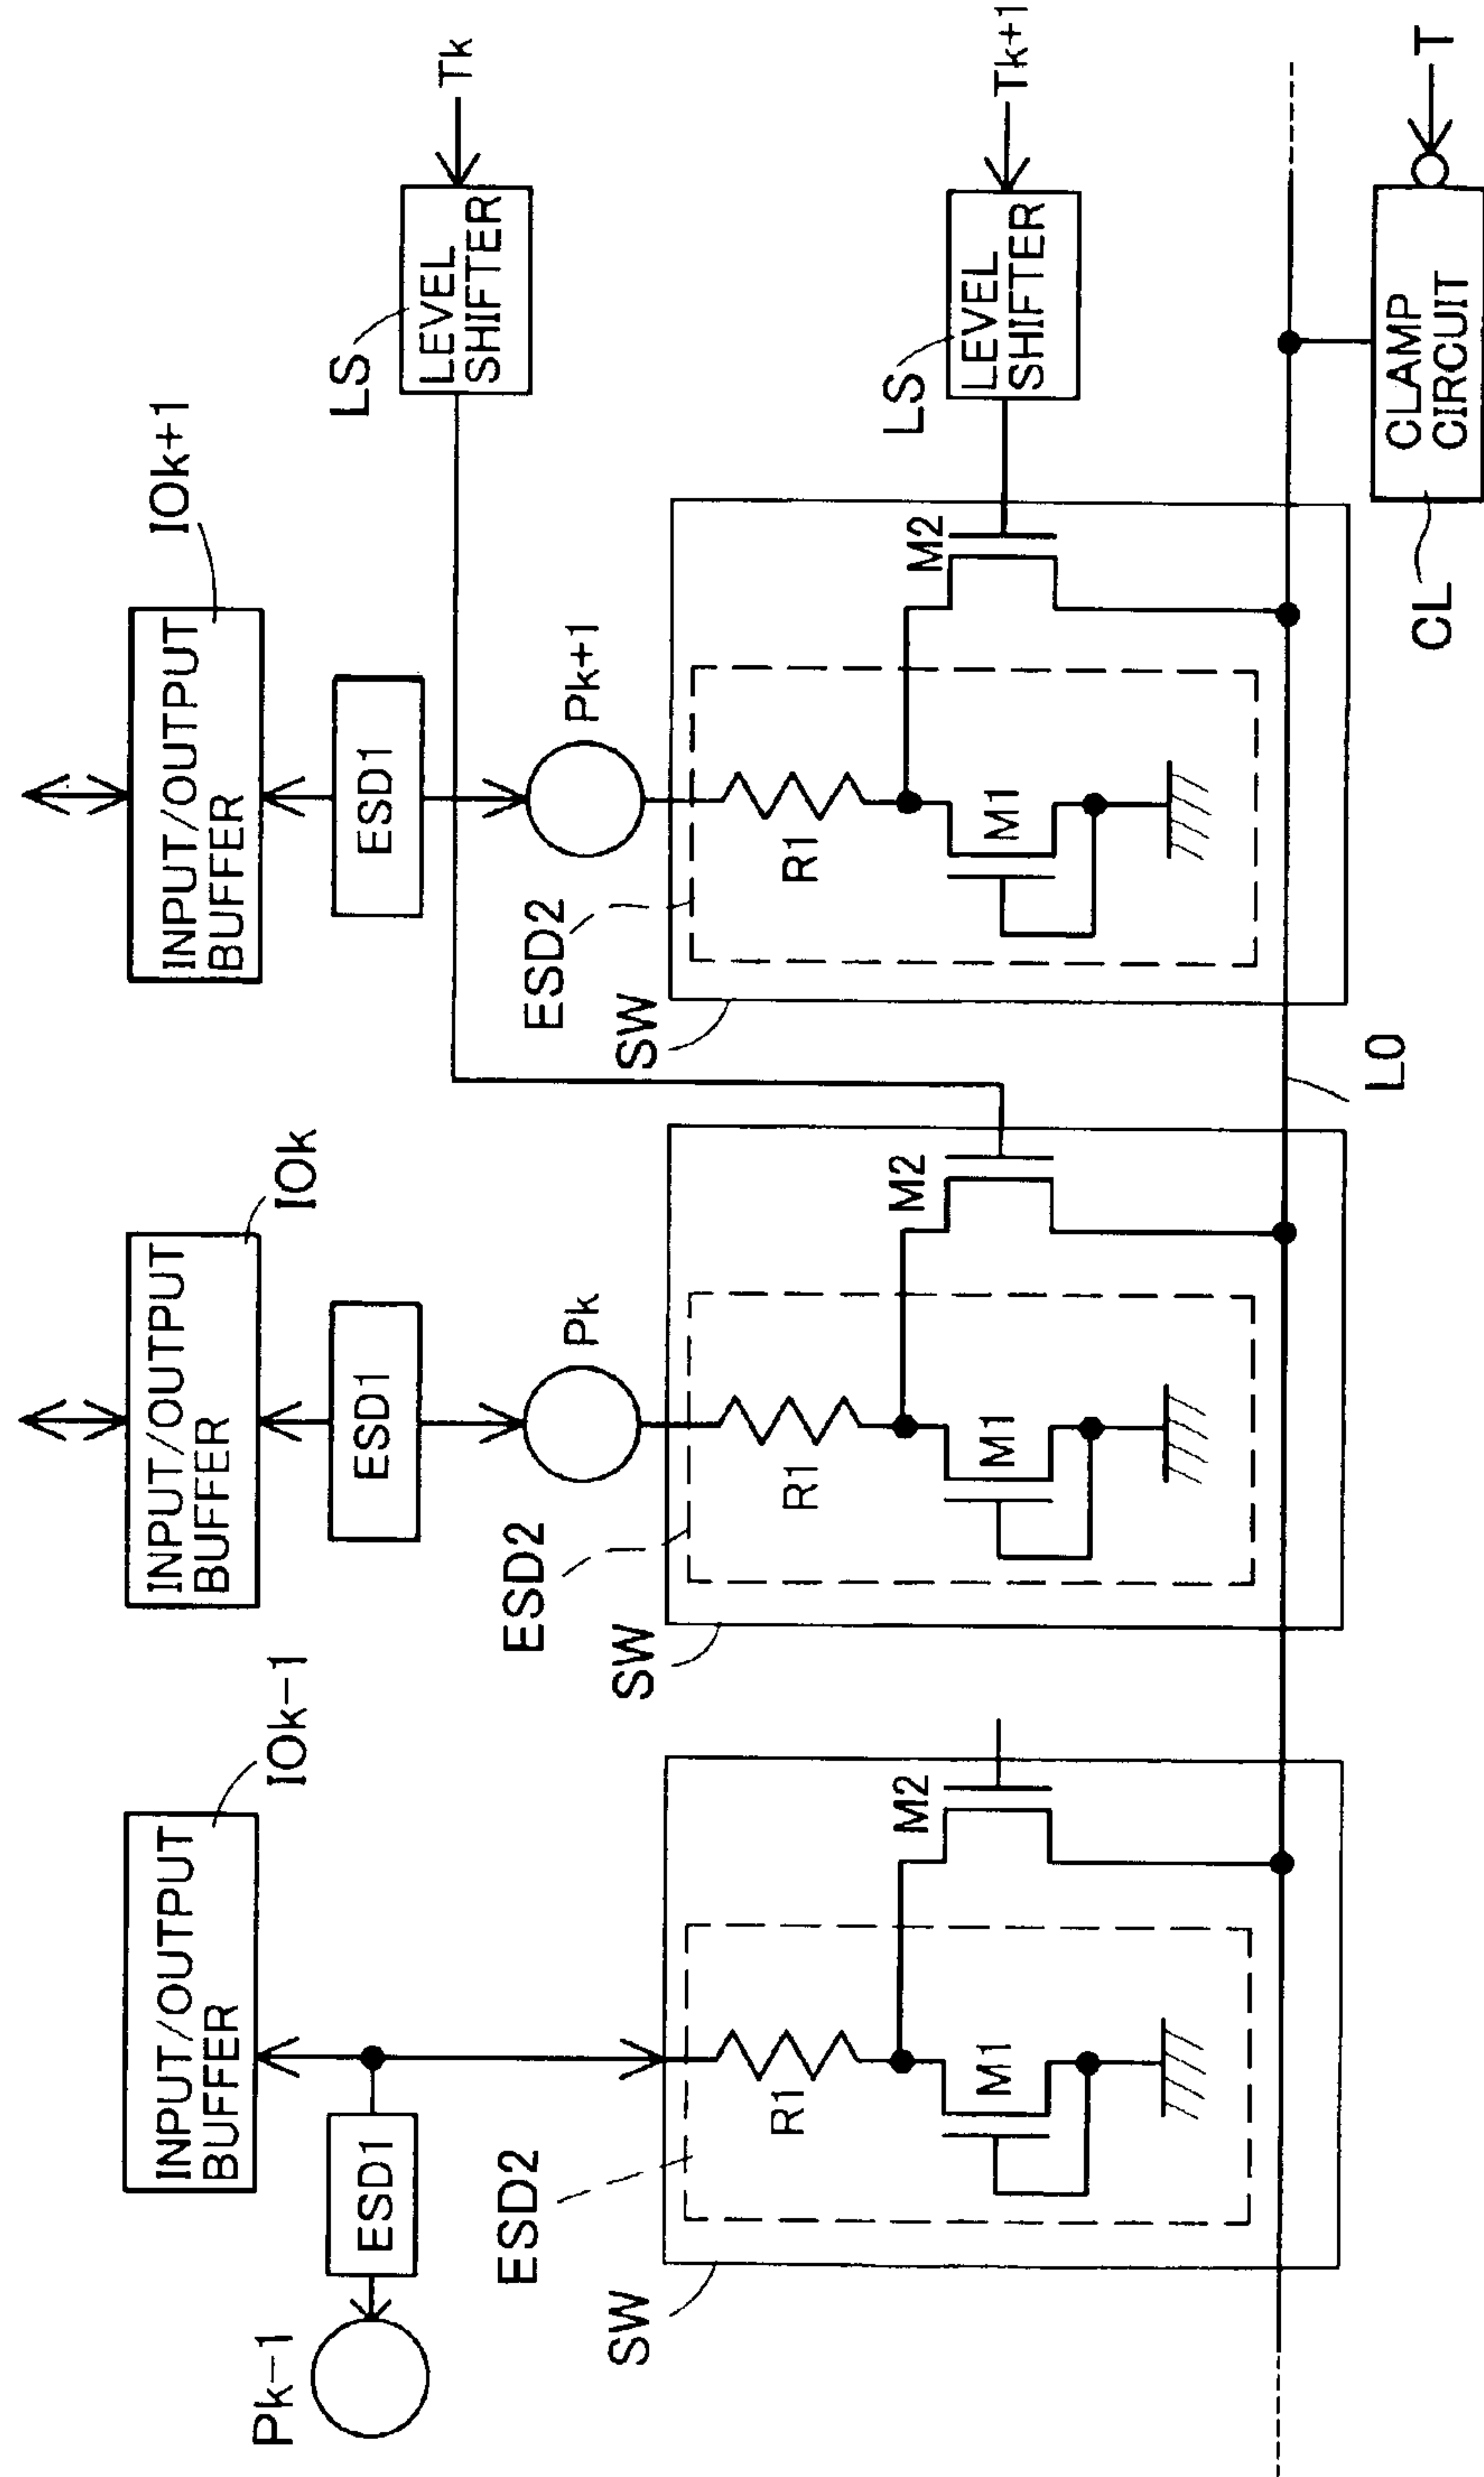 INPUT/OUTPUT
BUFFER
IOk-1
INPUT/OUTPUT
BUFFER
IOk
INPUT/OUTPUT
BUFFER
IOk+1
Pk-1
ESD1
ESD1
ESD1
LS
LEVEL
SHIFTER
Tk
Pk
Pk+1
ESD2
SW
R1
M1
M2
ESD2
SW
R1
M1
M2
ESD2
SW
R1
M1
M2
LS
LEVEL
SHIFTER
Tk+1
L0
CL
CLAMP
CIRCUIT
T